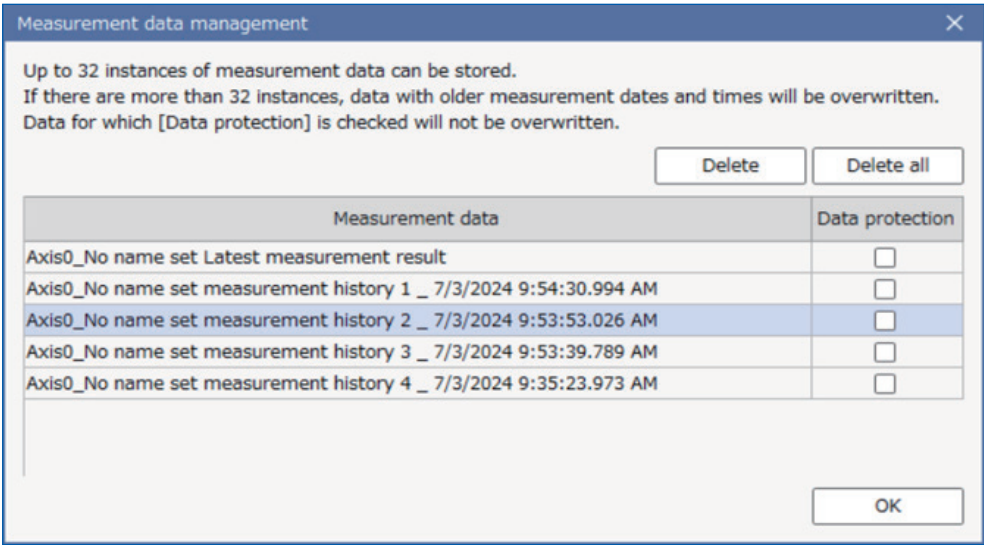 Measurement data management
Up to 32 instances of measurement data can be stored.
If there are more than 32 instances, data with older measurement dates and times will be overwritten.
Data for which [Data protection] is checked will not be overwritten.
Delete Delete all
Measurement data Data protection
Axis0_No name set Latest measurement result
Axis0_No name set measurement history 1 _ 7/3/2024 9:54:30.994 AM
Axis0_No name set measurement history 2 _ 7/3/2024 9:53:53.026 AM
Axis0_No name set measurement history 3 _ 7/3/2024 9:53:39.789 AM
Axis0_No name set measurement history 4 _ 7/3/2024 9:35:23.973 AM
OK